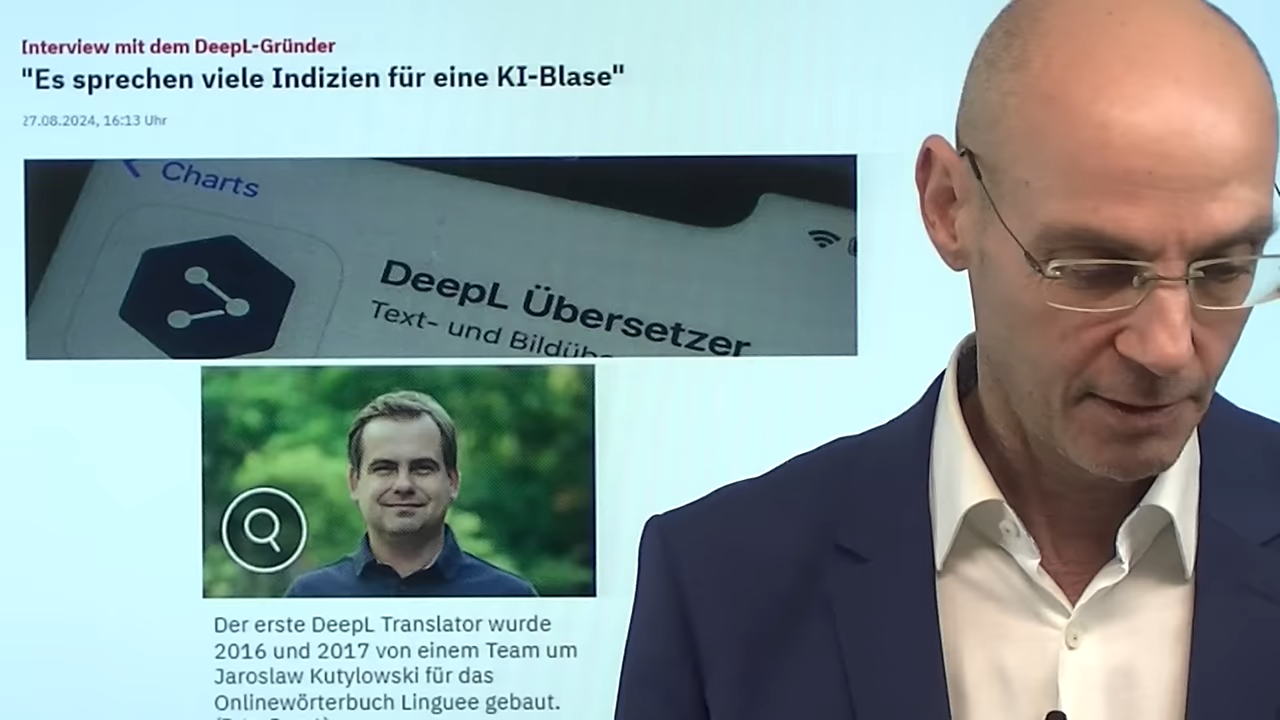 Interview mit dem DeepL-Gründer
"Es sprechen viele Indizien für eine KI-Blase"
27.08.2024, 16:13 Uhr
Charts
DeepL Übersetzer
Text- und
Der erste DeepL Translator wurde
2016 und 2017 von einem Team um
Jaroslaw Kutylowski für das
Onlinewörterbuch Linguee gebaut.